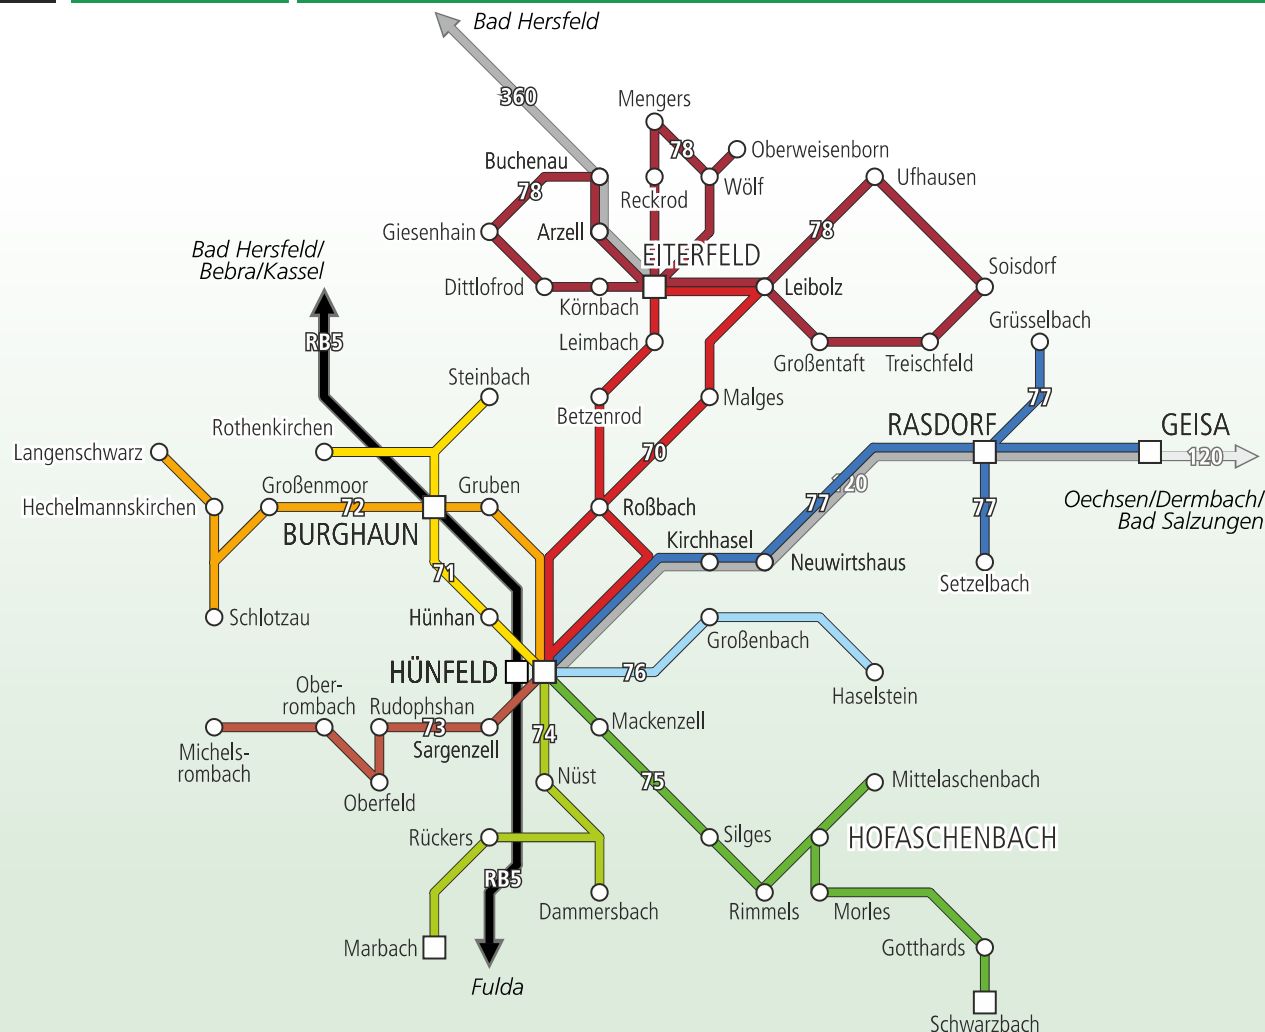 Bad Hersfeld
360
Mengers
78
Oberweisenborn
Buchenau
78
Reckrod
Wölf
Ufhausen
Giesenhain
Arzell
78
Bad Hersfeld/
Bebra/Kassel
EITERFELD
Soisdorf
Dittlofrod
Körnbach
Leibolz
Grüsselbach
RB5
Leimbach
Großentaft
Treischfeld
Steinbach
Betzenrod
Malges
77
Rothenkirchen
RASDORF
GEISA
Langenschwarz
70
120
120
Großenmoor
Gruben
Hechelmannskirchen
72
Roßbach
77
77
Oechsen/Dermbach/
Bad Salzungen
BURGHAUN
Kirchhasel
Neuwirtshaus
71
Setzelbach
Schlotzau
Hünhan
Großenbach
HÜNFELD
76
Haselstein
Ober-
rombach
Rudophshan
73
Sargenzell
74
Mackenzell
Michels-
rombach
Oberfeld
Nüst
75
Mittelaschenbach
Rückers
Silges
HOFASCHENBACH
RB5
Dammersbach
Rimmels
Morles
Marbach
Gotthards
Fulda
Schwarzbach